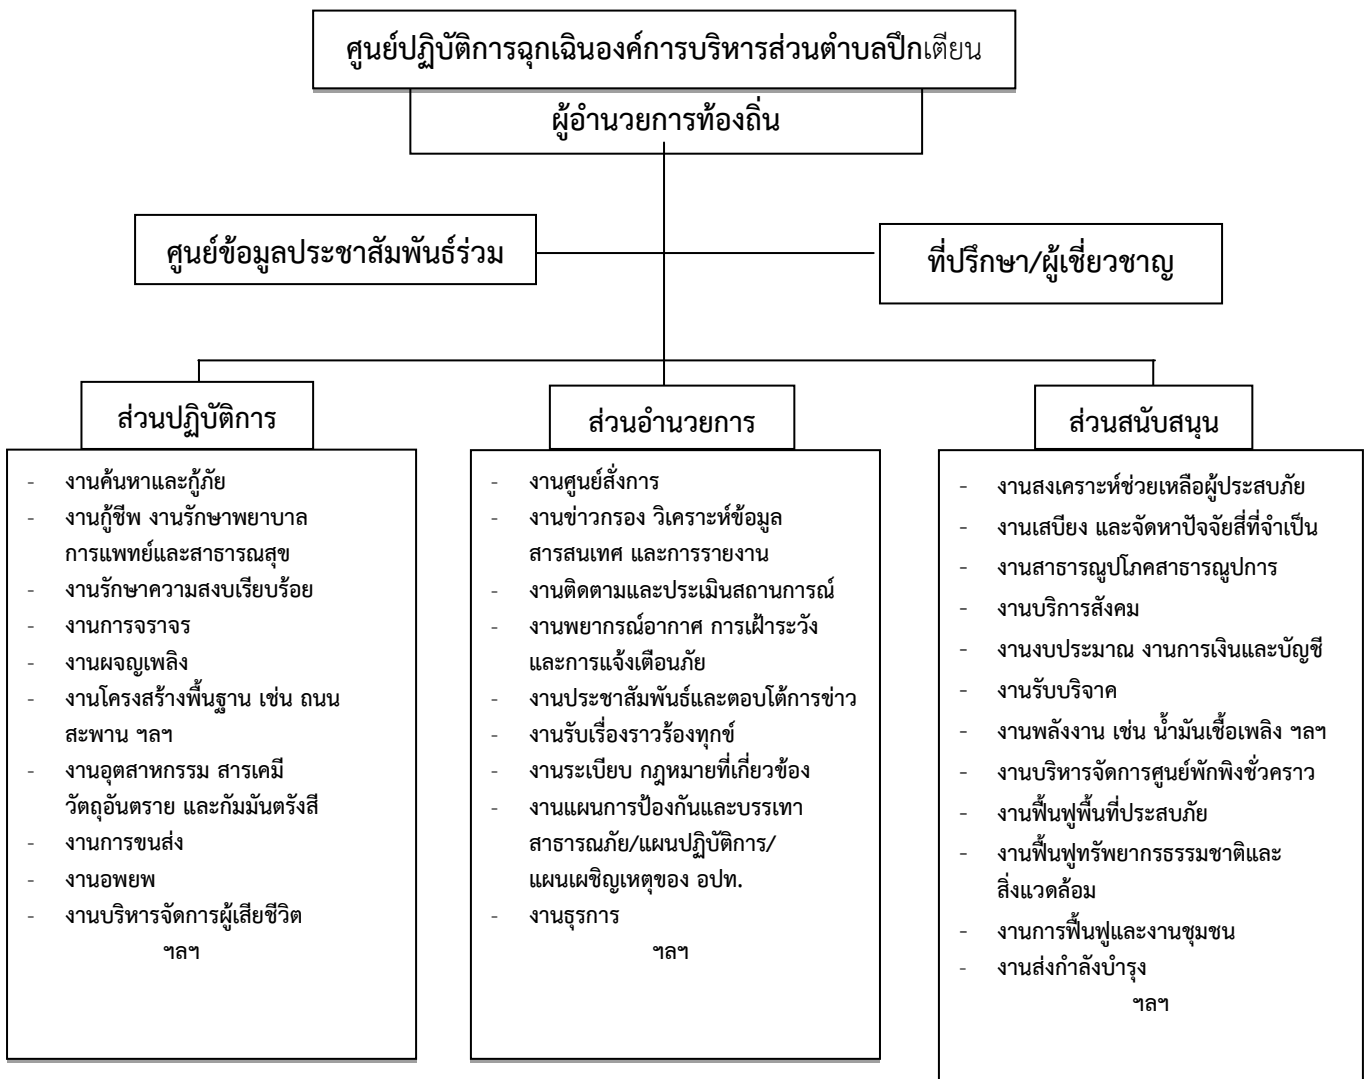 ศูนย์ปฏิบัติการฉุกเฉินองค์การบริหารส่วนตำบลปึกเตียน
ผู้อำนวยการท้องถิ่น
ศูนย์ข้อมูลประชาสัมพันธ์ร่วม
ที่ปรึกษา/ผู้เชี่ยวชาญ
ส่วนปฏิบัติการ
- งานค้นหาและกู้ภัย
- งานกู้ชีพ งานรักษาพยาบาล
การแพทย์และสาธารณสุข
- งานรักษาความสงบเรียบร้อย
- งานการจราจร
- งานผจญเพลิง
- งานโครงสร้างพื้นฐาน เช่น ถนน
สะพาน ฯลฯ
- งานอุตสาหกรรม สารเคมี
วัตถุอันตราย และกัมมันตรังสี
- งานการขนส่ง
- งานอพยพ
- งานบริหารจัดการผู้เสียชีวิต
ฯลฯ
ส่วนอำนวยการ
- งานศูนย์สั่งการ
- งานข่าวกรอง วิเคราะห์ข้อมูล
สารสนเทศ และการรายงาน
- งานติดตามและประเมินสถานการณ์
- งานพยากรณ์อากาศ การเฝ้าระวัง
และการแจ้งเตือนภัย
- งานประชาสัมพันธ์และตอบโต้การข่าว
- งานรับเรื่องราวร้องทุกข์
- งานระเบียบ กฎหมายที่เกี่ยวข้อง
- งานแผนการป้องกันและบรรเทา
สาธารณภัย/แผนปฏิบัติการ/
แผนเผชิญเหตุของ อปท.
- งานธุรการ
ฯลฯ
ส่วนสนับสนุน
- งานสงเคราะห์ช่วยเหลือผู้ประสบภัย
- งานเสบียง และจัดหาปัจจัยสี่ที่จำเป็น
- งานสาธารณูปโภคสาธารณูปการ
- งานบริการสังคม
- งานงบประมาณ งานการเงินและบัญชี
- งานรับบริจาค
- งานพลังงาน เช่น น้ำมันเชื้อเพลิง ฯลฯ
- งานบริหารจัดการศูนย์พักพิงชั่วคราว
- งานฟื้นฟูพื้นที่ประสบภัย
- งานฟื้นฟูทรัพยากรธรรมชาติและ
สิ่งแวดล้อม
- งานการฟื้นฟูและงานชุมชน
- งานส่งกำลังบำรุง
ฯลฯ